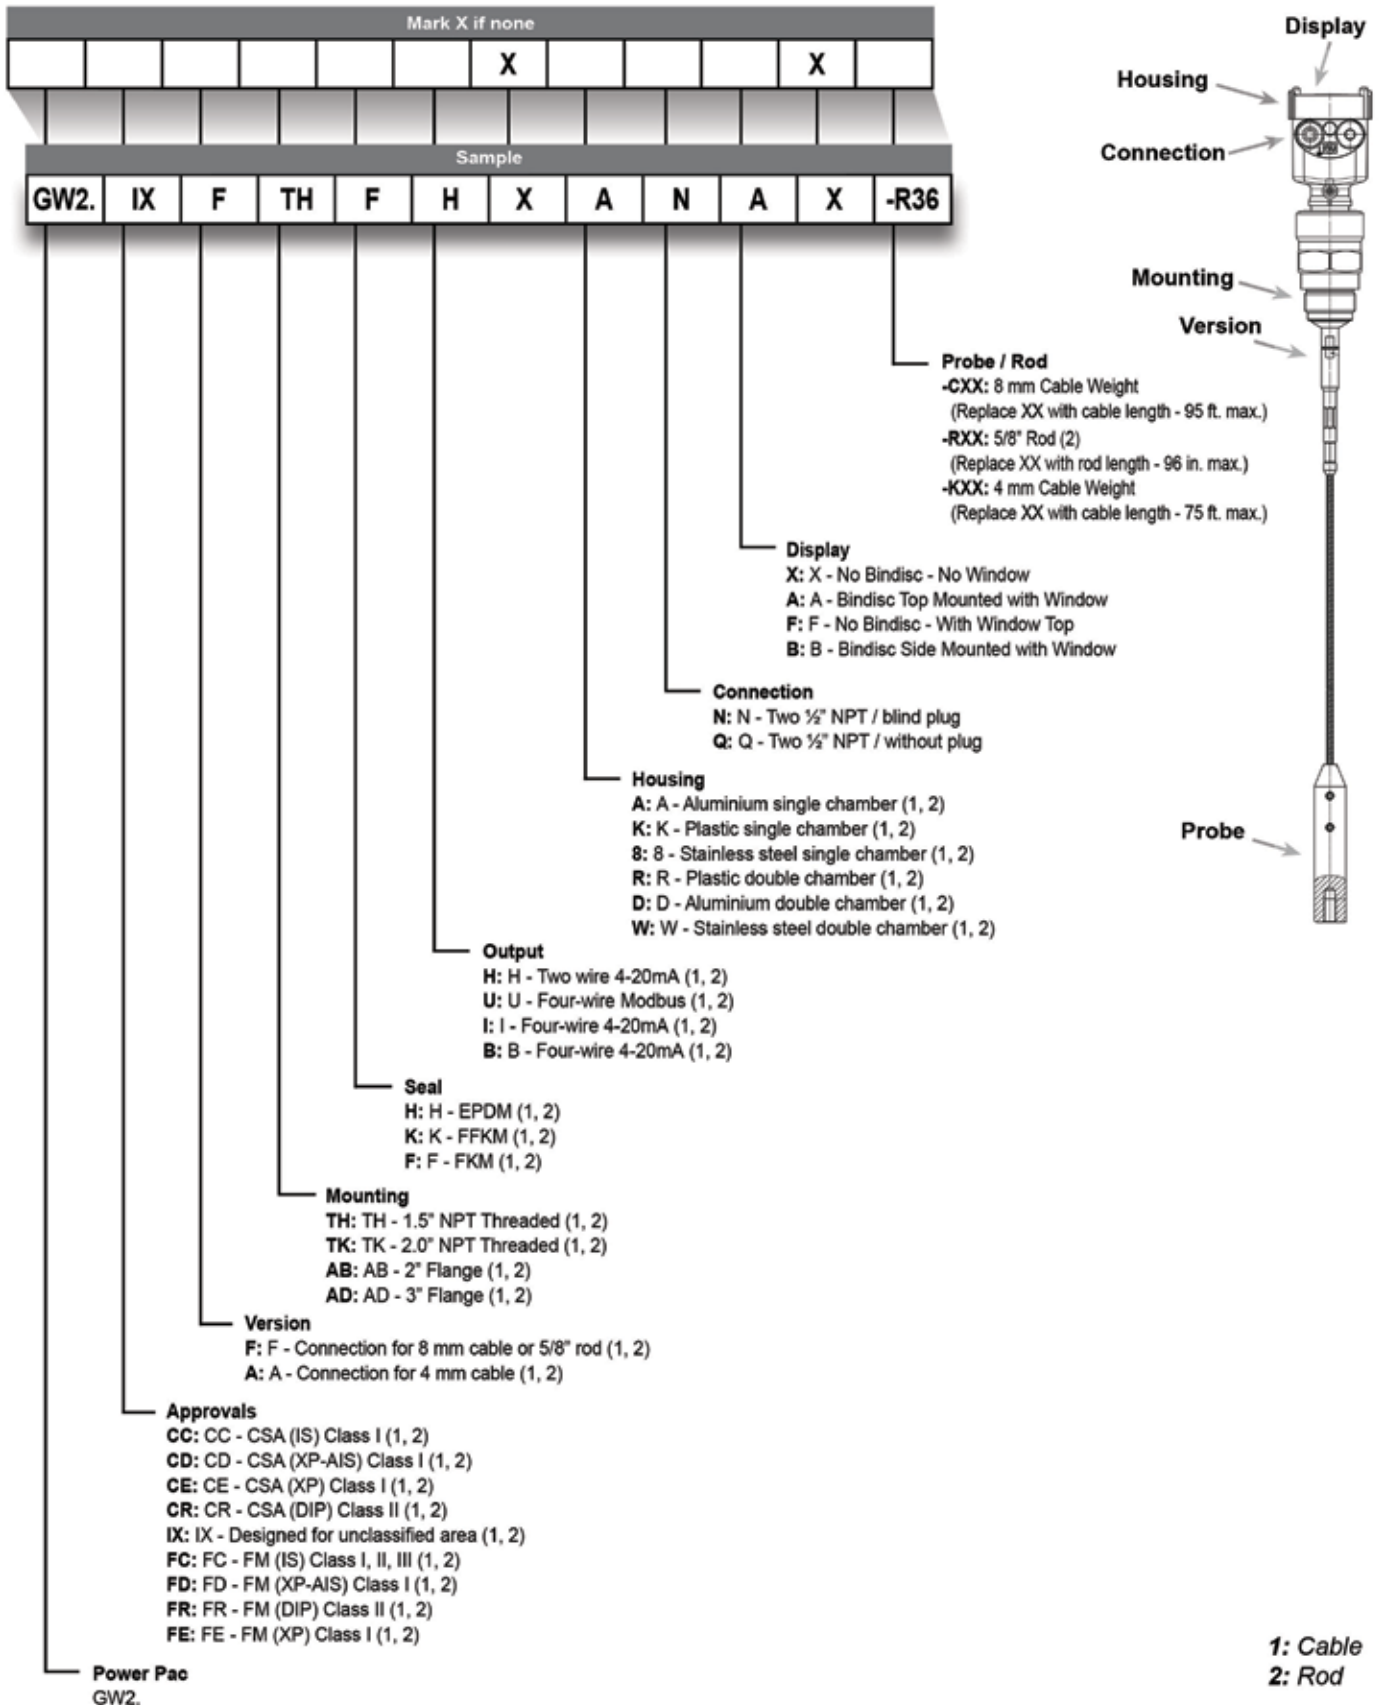 Mark X if none
X X
Sample
GW2. IX F TH F H X A N A X -R36
Display
Housing
Connection
Mounting
Version
Probe
Probe / Rod
-CXX: 8 mm Cable Weight
(Replace XX with cable length - 95 ft. max.)
-RXX: 5/8" Rod (2)
(Replace XX with rod length - 96 in. max.)
-KXX: 4 mm Cable Weight
(Replace XX with cable length - 75 ft. max.)
Display
X: X - No Bindisc - No Window
A: A - Bindisc Top Mounted with Window
F: F - No Bindisc - With Window Top
B: B - Bindisc Side Mounted with Window
Connection
N: N - Two ½" NPT / blind plug
Q: Q - Two ½" NPT / without plug
Housing
A: A - Aluminium single chamber (1, 2)
K: K - Plastic single chamber (1, 2)
8: 8 - Stainless steel single chamber (1, 2)
R: R - Plastic double chamber (1, 2)
D: D - Aluminium double chamber (1, 2)
W: W - Stainless steel double chamber (1, 2)
Output
H: H - Two wire 4-20mA (1, 2)
U: U - Four-wire Modbus (1, 2)
I: I - Four-wire 4-20mA (1, 2)
B: B - Four-wire 4-20mA (1, 2)
Seal
H: H - EPDM (1, 2)
K: K - FFKM (1, 2)
F: F - FKM (1, 2)
Mounting
TH: TH - 1.5" NPT Threaded (1, 2)
TK: TK - 2.0" NPT Threaded (1, 2)
AB: AB - 2" Flange (1, 2)
AD: AD - 3" Flange (1, 2)
Version
F: F - Connection for 8 mm cable or 5/8" rod (1, 2)
A: A - Connection for 4 mm cable (1, 2)
Approvals
CC: CC - CSA (IS) Class I (1, 2)
CD: CD - CSA (XP-AIS) Class I (1, 2)
CE: CE - CSA (XP) Class I (1, 2)
CR: CR - CSA (DIP) Class II (1, 2)
IX: IX - Designed for unclassified area (1, 2)
FC: FC - FM (IS) Class I, II, III (1, 2)
FD: FD - FM (XP-AIS) Class I (1, 2)
FR: FR - FM (DIP) Class II (1, 2)
FE: FE - FM (XP) Class I (1, 2)
Power Pac
GW2.
1: Cable
2: Rod